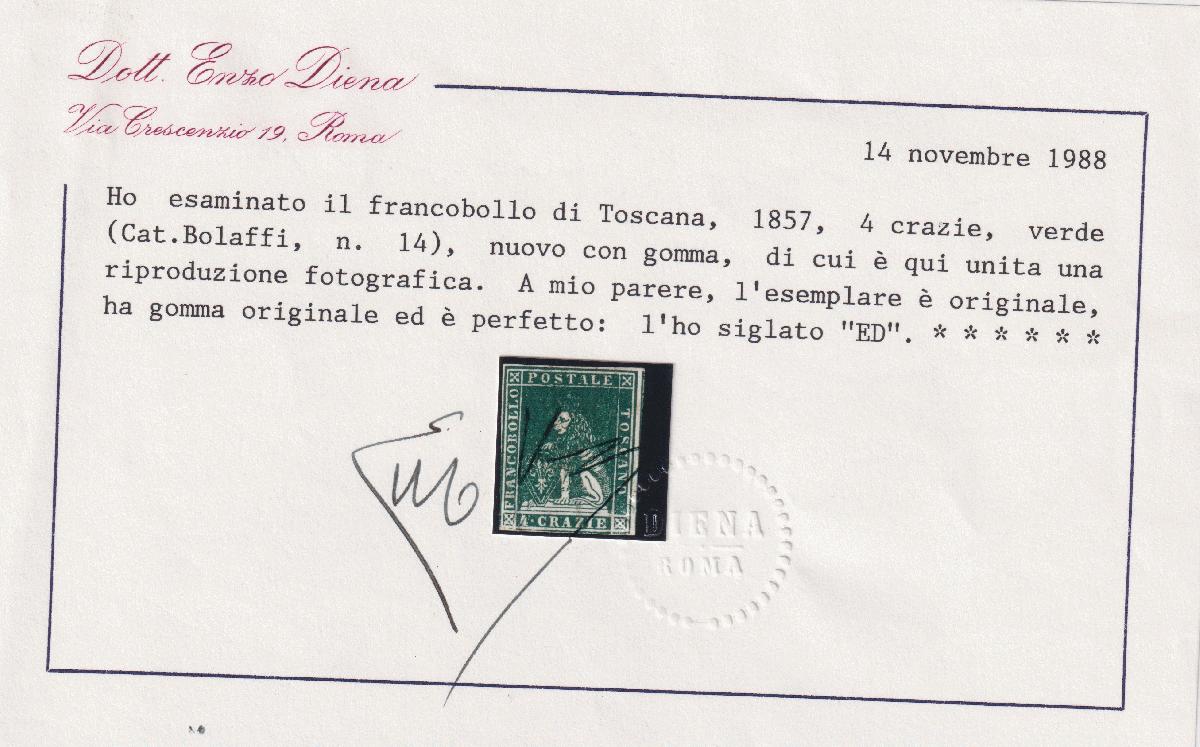 Dott. Enzo Diena
Via Crescenzio 19, Roma
14 novembre 1988
Ho esaminato il francobollo di Toscana, 1857, 4 crazie, verde
(Cat.Bolaffi, n. 14), nuovo con gomma, di cui è qui unita una
riproduzione fotografica. A mio parere, l'esemplare è originale,
ha gomma originale ed è perfetto: l'ho siglato "ED". * * * * * *
FRANCOBOLLO
POSTALE
TOSCANO
4·CRAZIE
DIENA
ROMA